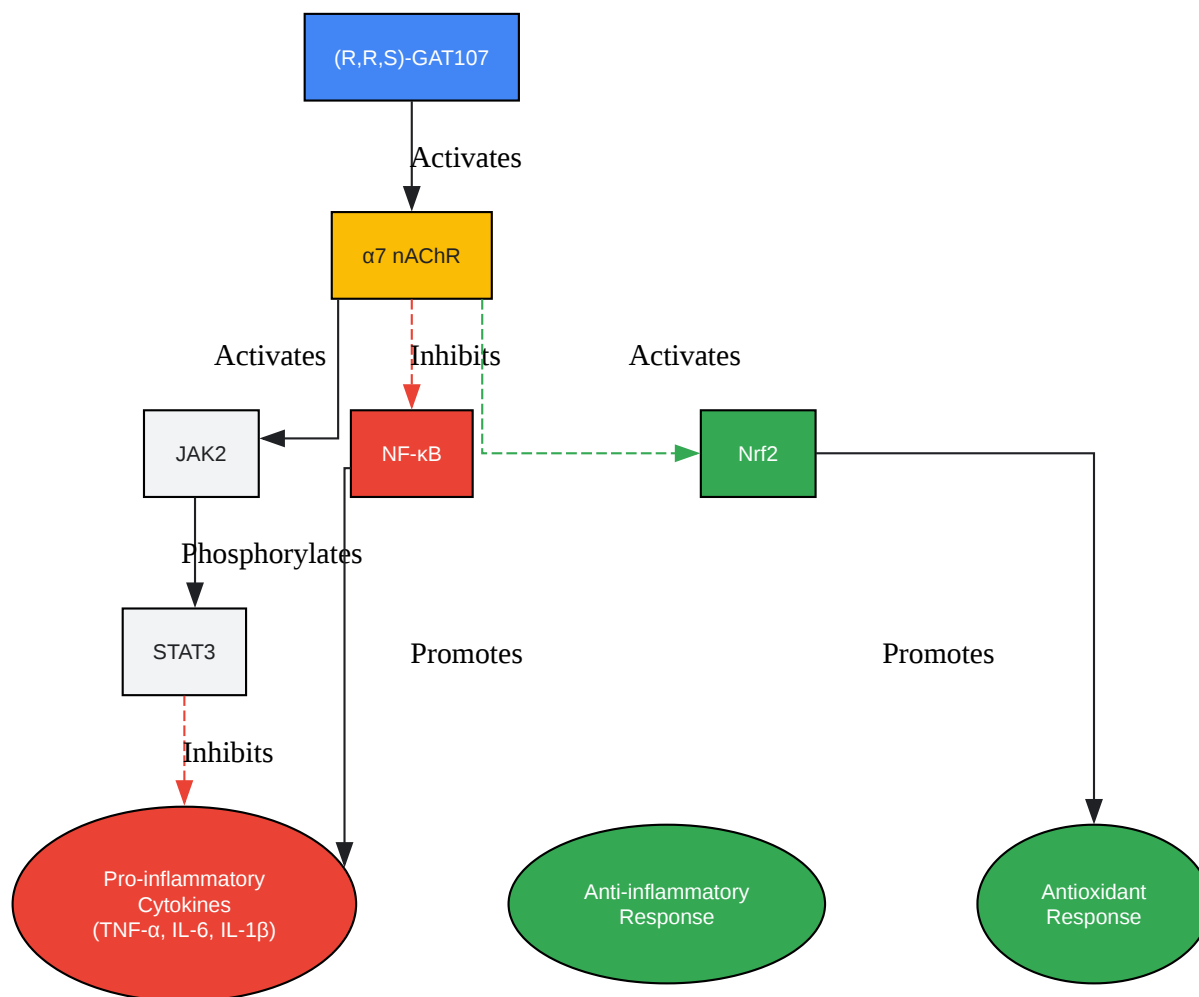 (R,R,S)-GAT107
Activates
α7 nAChR
Activates
Inhibits
Activates
JAK2
NF-κB
Nrf2
Phosphorylates
STAT3
Promotes
Promotes
Inhibits
Pro-inflammatory
Cytokines
(TNF-α, IL-6, IL-1β)
Anti-inflammatory
Response
Antioxidant
Response